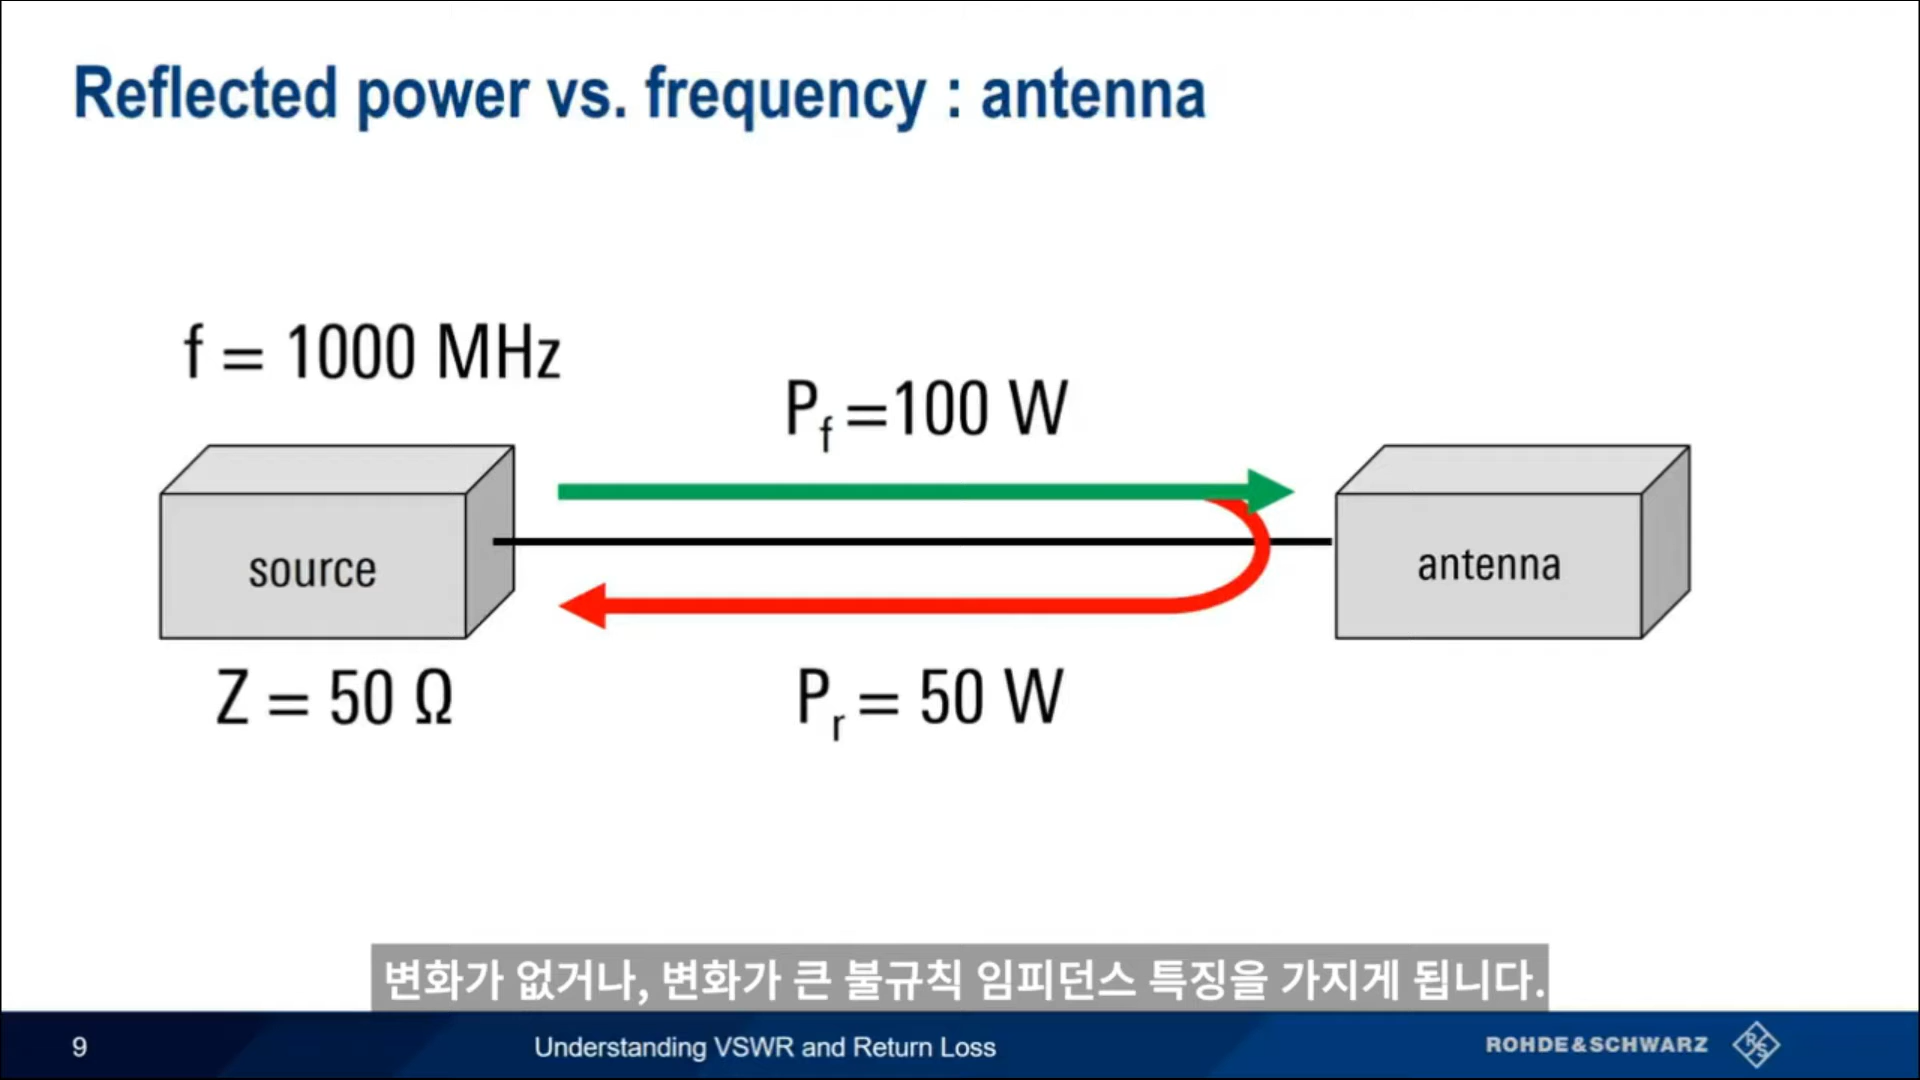 Reflected power vs. frequency : antenna
f = 1000 MHz
P_f =100 W
source
antenna
Z = 50 Ω
P_r = 50 W
변화가 없거나, 변화가 큰 불규칙 임피던스 특징을 가지게 됩니다.
9
Understanding VSWR and Return Loss
ROHDE&SCHWARZ
R&S